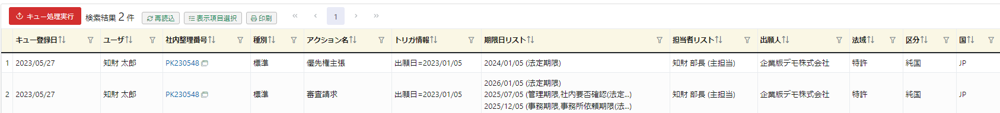 キュー処理実行 検索結果 2 件 再読込 表示項目選択 印刷 « ‹ 1 › »
キュー登録日 ユーザ 社内整理番号 種別 アクション名 トリガ情報 期限日リスト 担当者リスト 出願人 法域 区分 国
1 2023/05/27 知財 太郎 PK230548 標準 優先権主張 出願日=2023/01/05 2024/01/05 (法定期限) 知財 部長 (主担当) 企業版デモ株式会社 特許 純国 JP
2026/01/05 (法定期限)
2 2023/05/27 知財 太郎 PK230548 標準 審査請求 出願日=2023/01/05 2025/07/05 (管理期限,社内要否確認(法定...) 知財 部長 (主担当) 企業版デモ株式会社 特許 純国 JP
2025/12/05 (事務期限,事務所依頼期限(法...)